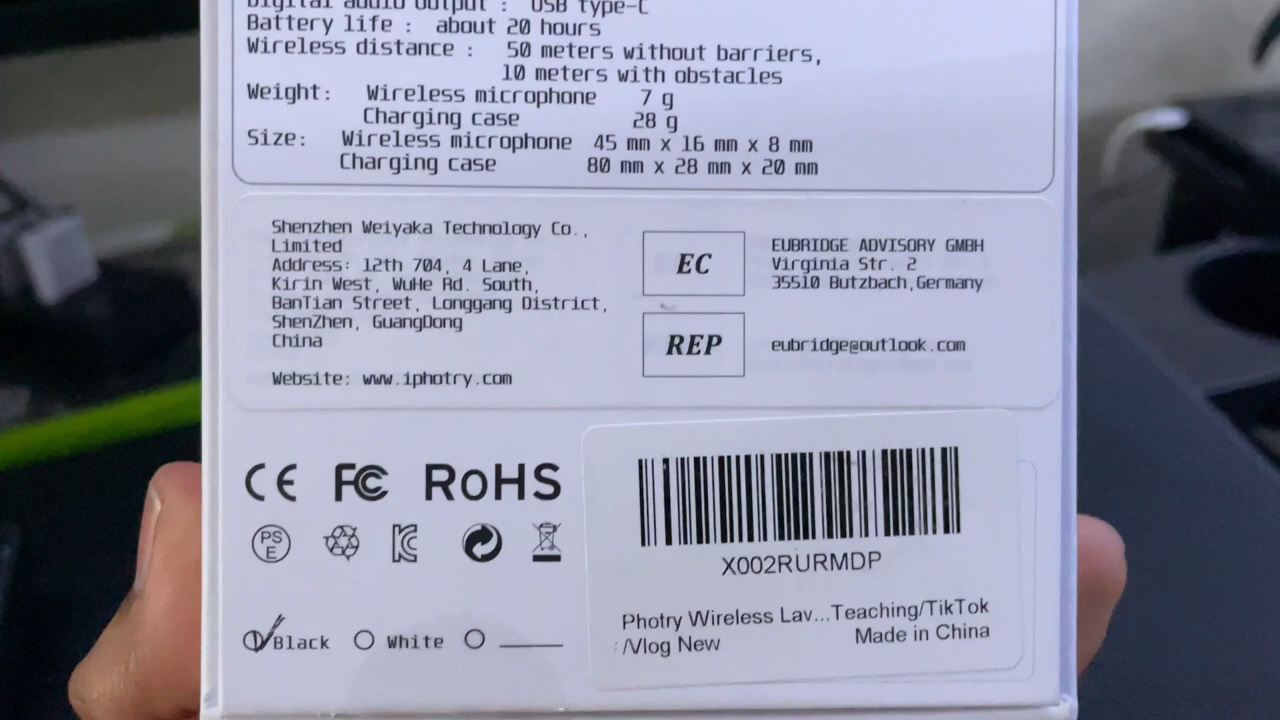 Digital audio output : USB Type-C
Battery life : about 20 hours
Wireless distance : 50 meters without barriers,
10 meters with obstacles
Weight: Wireless microphone 7 g
Charging case 28 g
Size: Wireless microphone 45 mm x 16 mm x 8 mm
Charging case 80 mm x 28 mm x 20 mm
Shenzhen Weiyaka Technology Co.,
Limited
Address: 12th 704, 4 Lane,
Kirin West, WuHe Rd. South,
BanTian Street, Longgang District,
ShenZhen, GuangDong
China
Website: www.iphotry.com
EC
REP
EUBRIDGE ADVISORY GMBH
Virginia Str. 2
35510 Butzbach,Germany
eubridge@outlook.com
CE FC RoHS
PS
E
Black White
X002RURMDP
Photry Wireless Lav...Teaching/TikTok
/Vlog New
Made in China